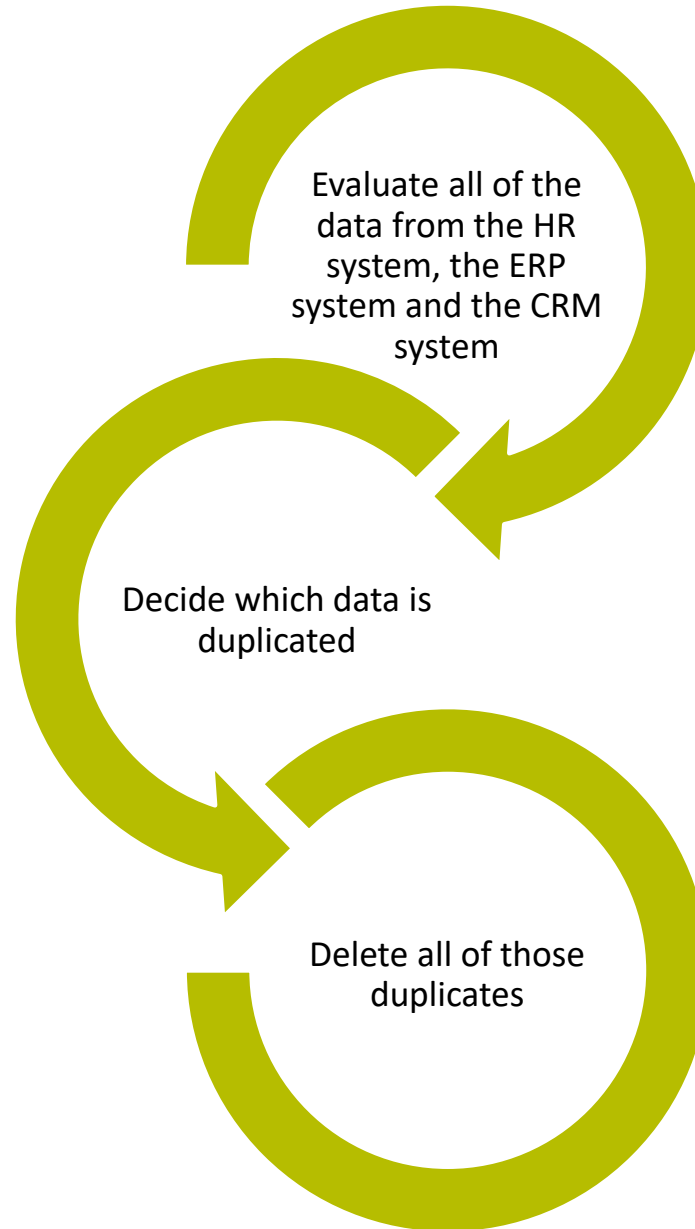 Evaluate all of the
data from the HR
system, the ERP
system and the CRM
system
Decide which data is
duplicated
Delete all of those
duplicates